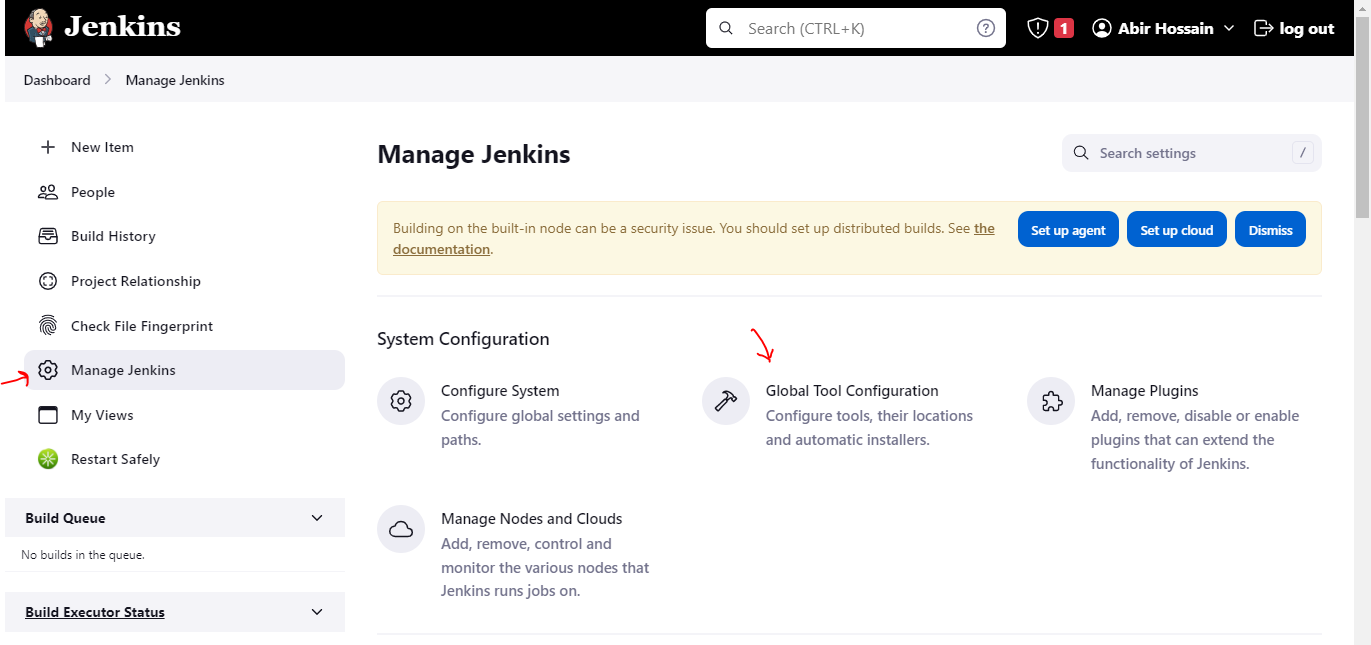 Jenkins
Search (CTRL+K)
1
Abir Hossain
log out
Dashboard
Manage Jenkins
New Item
People
Build History
Project Relationship
Check File Fingerprint
Manage Jenkins
My Views
Restart Safely
Build Queue
No builds in the queue.
Build Executor Status
Manage Jenkins
Search settings
/
Building on the built-in node can be a security issue. You should set up distributed builds. See the
documentation.
Set up agent
Set up cloud
Dismiss
System Configuration
Configure System
Configure global settings and
paths.
Global Tool Configuration
Configure tools, their locations
and automatic installers.
Manage Plugins
Add, remove, disable or enable
plugins that can extend the
functionality of Jenkins.
Manage Nodes and Clouds
Add, remove, control and
monitor the various nodes that
Jenkins runs jobs on.